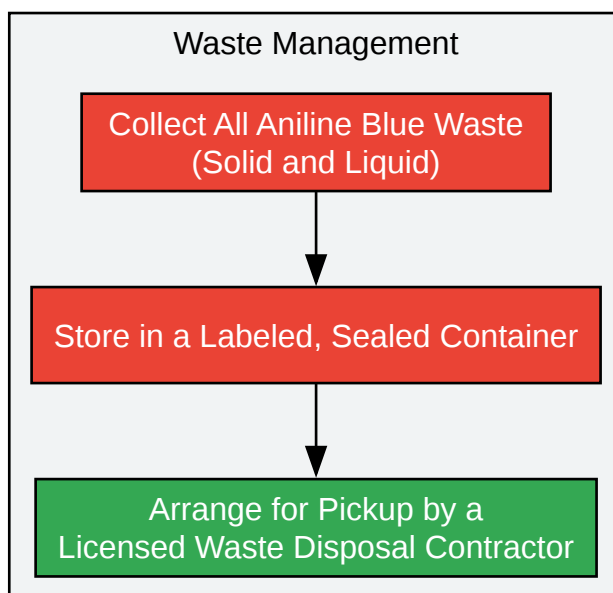 Waste Management
Collect All Aniline Blue Waste
(Solid and Liquid)
Store in a Labeled, Sealed Container
Arrange for Pickup by a
Licensed Waste Disposal Contractor